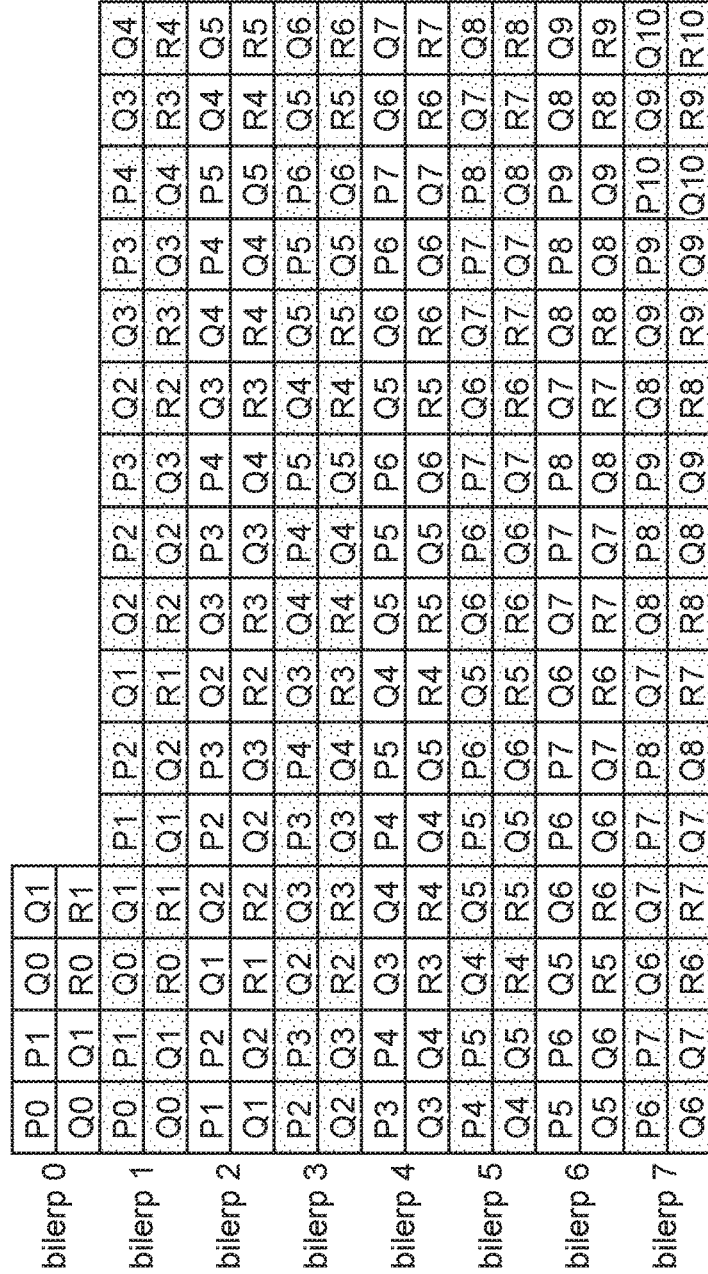 bilerp 0 P0 P1 Q0 Q1
Q0 Q1 R0 R1
bilerp 1 P0 P1 Q0 Q1 P1 P2 Q1 Q2 P2 P3 Q2 Q3 P3 P4 Q3 Q4
Q0 Q1 R0 R1 Q1 Q2 R1 R2 Q2 Q3 R2 R3 Q3 Q4 R3 R4
bilerp 2 P1 P2 Q1 Q2 P2 P3 Q2 Q3 P3 P4 Q3 Q4 P4 P5 Q4 Q5
Q1 Q2 R1 R2 Q2 Q3 R2 R3 Q3 Q4 R3 R4 Q4 Q5 R4 R5
bilerp 3 P2 P3 Q2 Q3 P3 P4 Q3 Q4 P4 P5 Q4 Q5 P5 P6 Q5 Q6
Q2 Q3 R2 R3 Q3 Q4 R3 R4 Q4 Q5 R4 R5 Q5 Q6 R5 R6
bilerp 4 P3 P4 Q3 Q4 P4 P5 Q4 Q5 P5 P6 Q5 Q6 P6 P7 Q6 Q7
Q3 Q4 R3 R4 Q4 Q5 R4 R5 Q5 Q6 R5 R6 Q6 Q7 R6 R7
bilerp 5 P4 P5 Q4 Q5 P5 P6 Q5 Q6 P6 P7 Q6 Q7 P7 P8 Q7 Q8
Q4 Q5 R4 R5 Q5 Q6 R5 R6 Q6 Q7 R6 R7 Q7 Q8 R7 R8
bilerp 6 P5 P6 Q5 Q6 P6 P7 Q6 Q7 P7 P8 Q7 Q8 P8 P9 Q8 Q9
Q5 Q6 R5 R6 Q6 Q7 R6 R7 Q7 Q8 R7 R8 Q8 Q9 R8 R9
bilerp 7 P6 P7 Q6 Q7 P7 P8 Q7 Q8 P8 P9 Q8 Q9 P9 P10 Q9 Q10
Q6 Q7 R6 R7 Q7 Q8 R7 R8 Q8 Q9 R8 R9 Q9 Q10 R9 R10